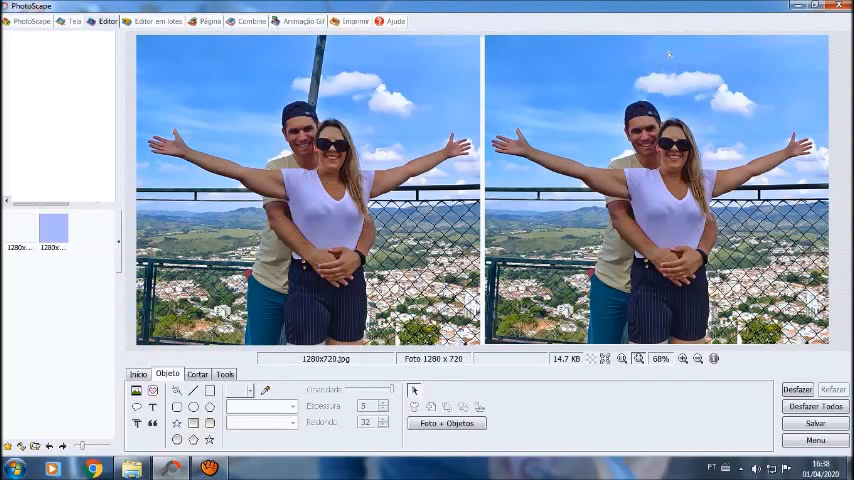 PhotoScape
PhotoScape Tela Editor Editor em lotes Página Combine Animação Gif Imprimir Ajuda
1280x... 1280x...
1280x720.jpg Foto 1280 x 720 14.7 KB 68%
Início Objeto Cortar Tools
Opacidade
Espessura 5
Redondo 32
Foto + Objetos
Desfazer Refazer
Desfazer Todos
Salvar
Menu
PT 16:38
01/04/2020